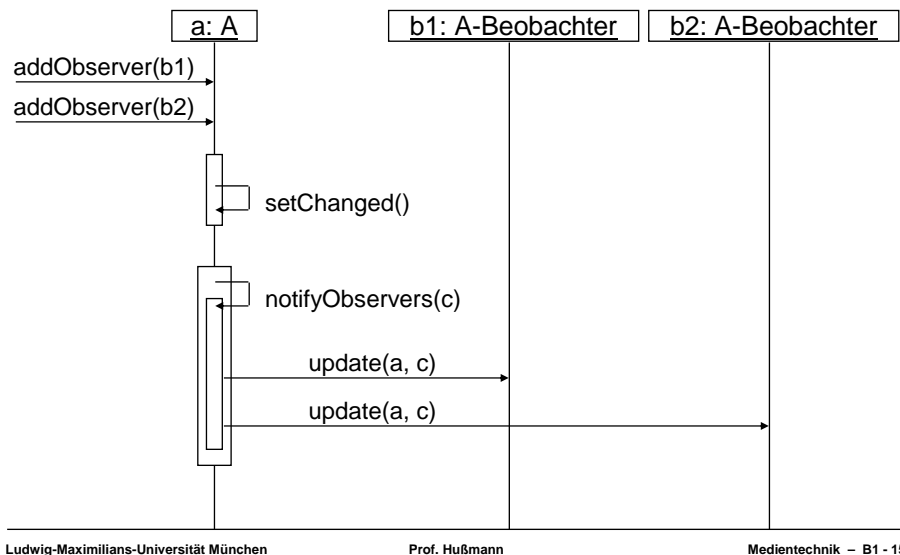 a: A
b1: A-Beobachter
b2: A-Beobachter
addObserver(b1)
addObserver(b2)
setChanged()
notifyObservers(c)
update(a, c)
update(a, c)
Ludwig-Maximilians-Universität München Prof. Hußmann Medientechnik – B1 - 15